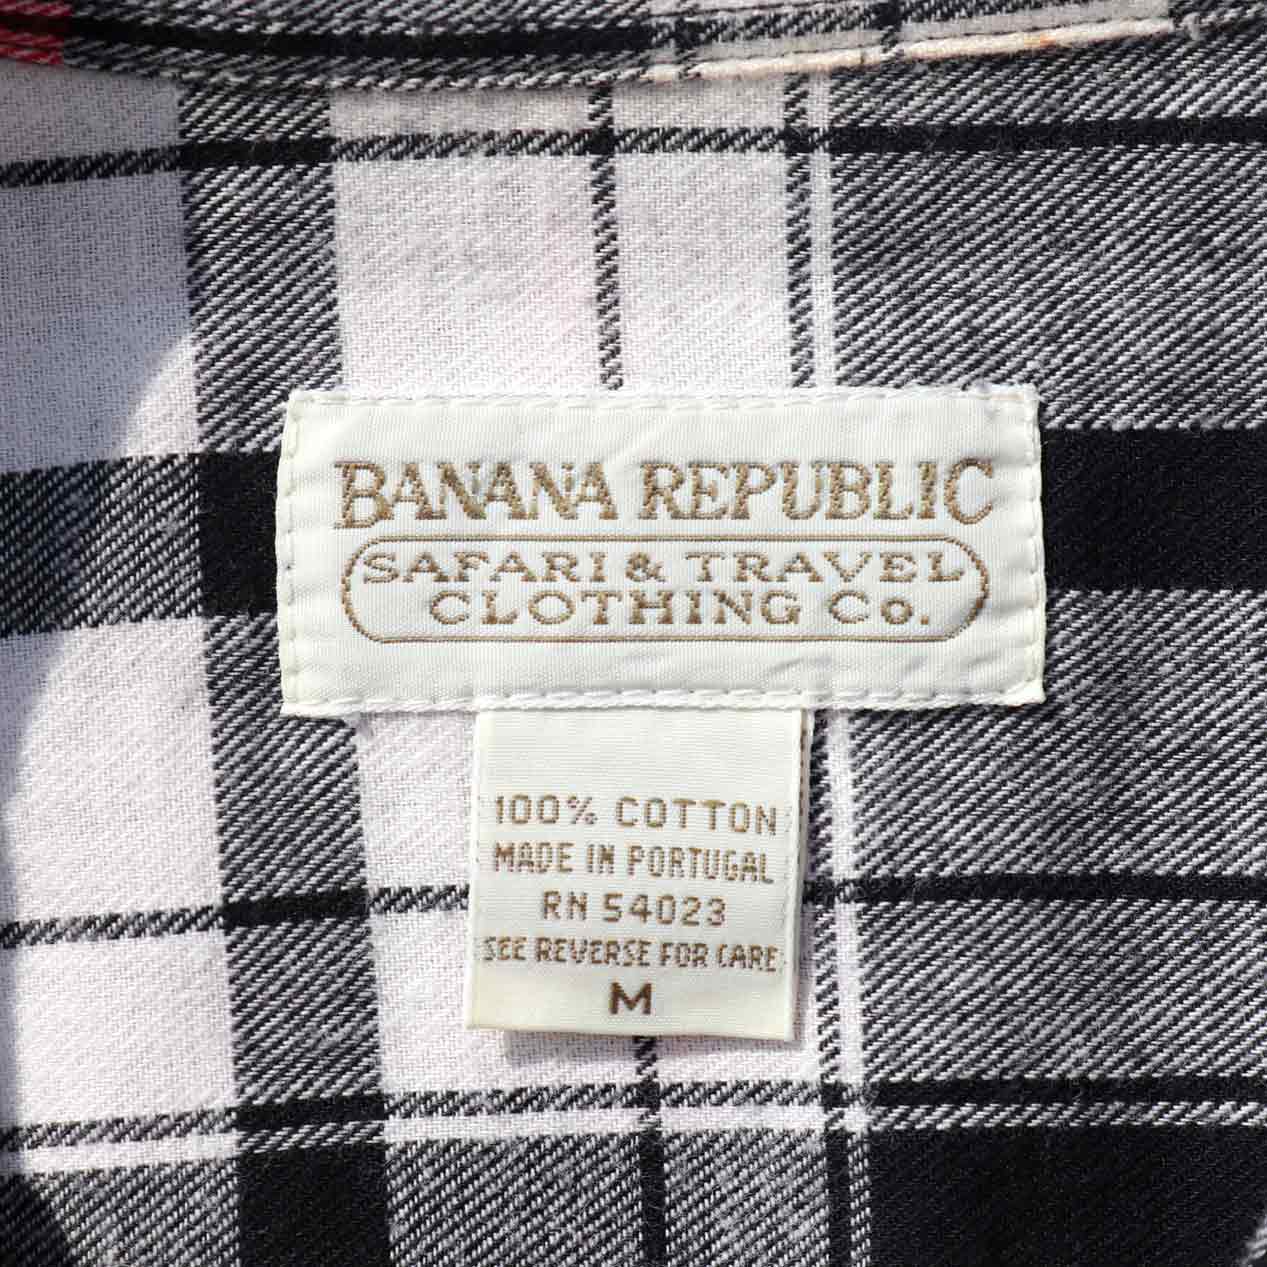 BANANA REPUBLIC
SAFARI & TRAVEL
CLOTHING Co.
100% COTTON
MADE IN PORTUGAL
RN 54023
SEE REVERSE FOR CARE
M